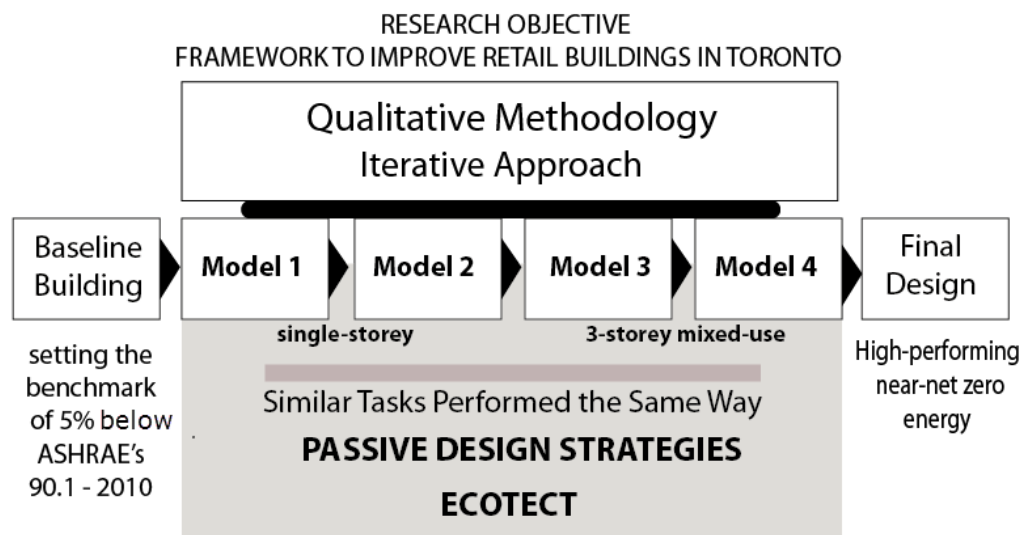 RESEARCH OBJECTIVE
FRAMEWORK TO IMPROVE RETAIL BUILDINGS IN TORONTO
Qualitative Methodology
Iterative Approach
Baseline
Building
Model 1
Model 2
Model 3
Model 4
Final
Design
single-storey
3-storey mixed-use
setting the
benchmark
of 5% below
ASHRAE's
90.1 - 2010
Similar Tasks Performed the Same Way
PASSIVE DESIGN STRATEGIES
ECOTECT
High-performing
near-net zero
energy